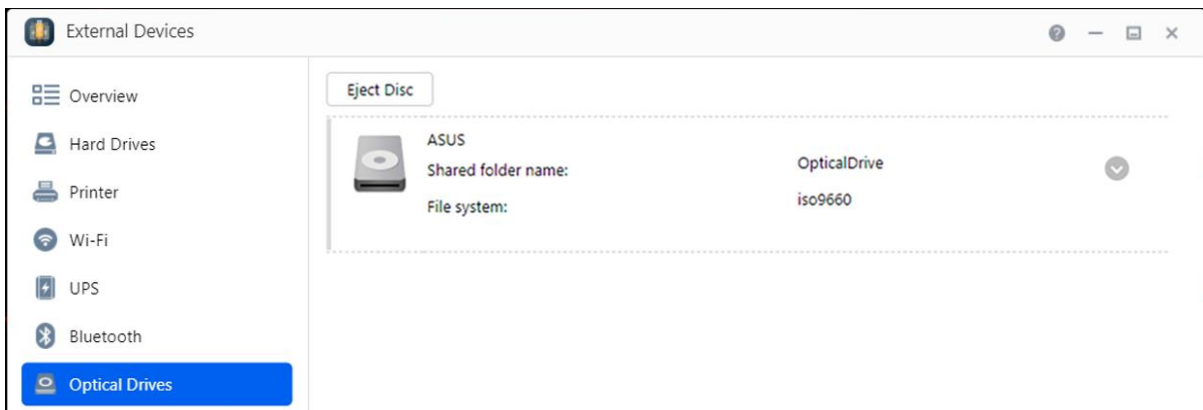 External Devices
Overview
Hard Drives
Printer
Wi-Fi
UPS
Bluetooth
Optical Drives
Eject Disc
ASUS
Shared folder name: OpticalDrive
File system: iso9660